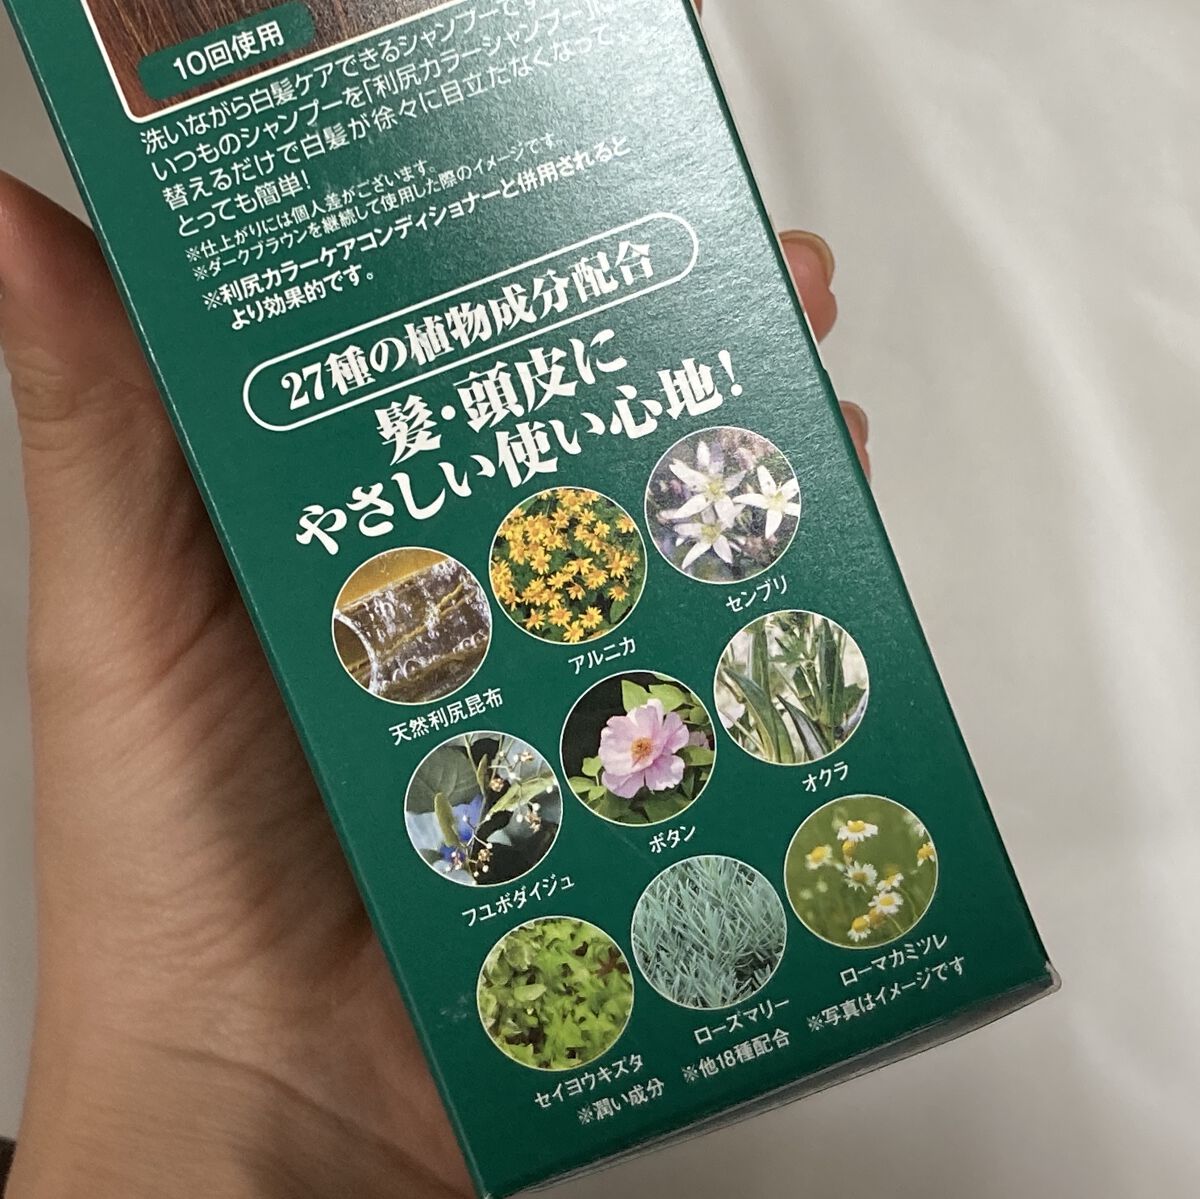 10回使用
洗いながら白髪ケアできるシャンプーです
いつものシャンプーを「利尻カラーシャンプー」に
替えるだけで白髪が徐々に目立たなくなって、
とっても簡単!
※仕上がりには個人差がございます。
※ダークブラウンを継続して使用した際のイメージです。
※利尻カラーケアコンディショナーと併用されると
より効果的です。
27種の植物成分配合
髪・頭皮に
やさしい使い心地!
天然利尻昆布
アルニカ
センブリ
フユボダイジュ
ボタン
オクラ
セイヨウキズタ
ローズマリー
ローマカミツレ
※潤い成分 ※他18種配合 ※写真はイメージです